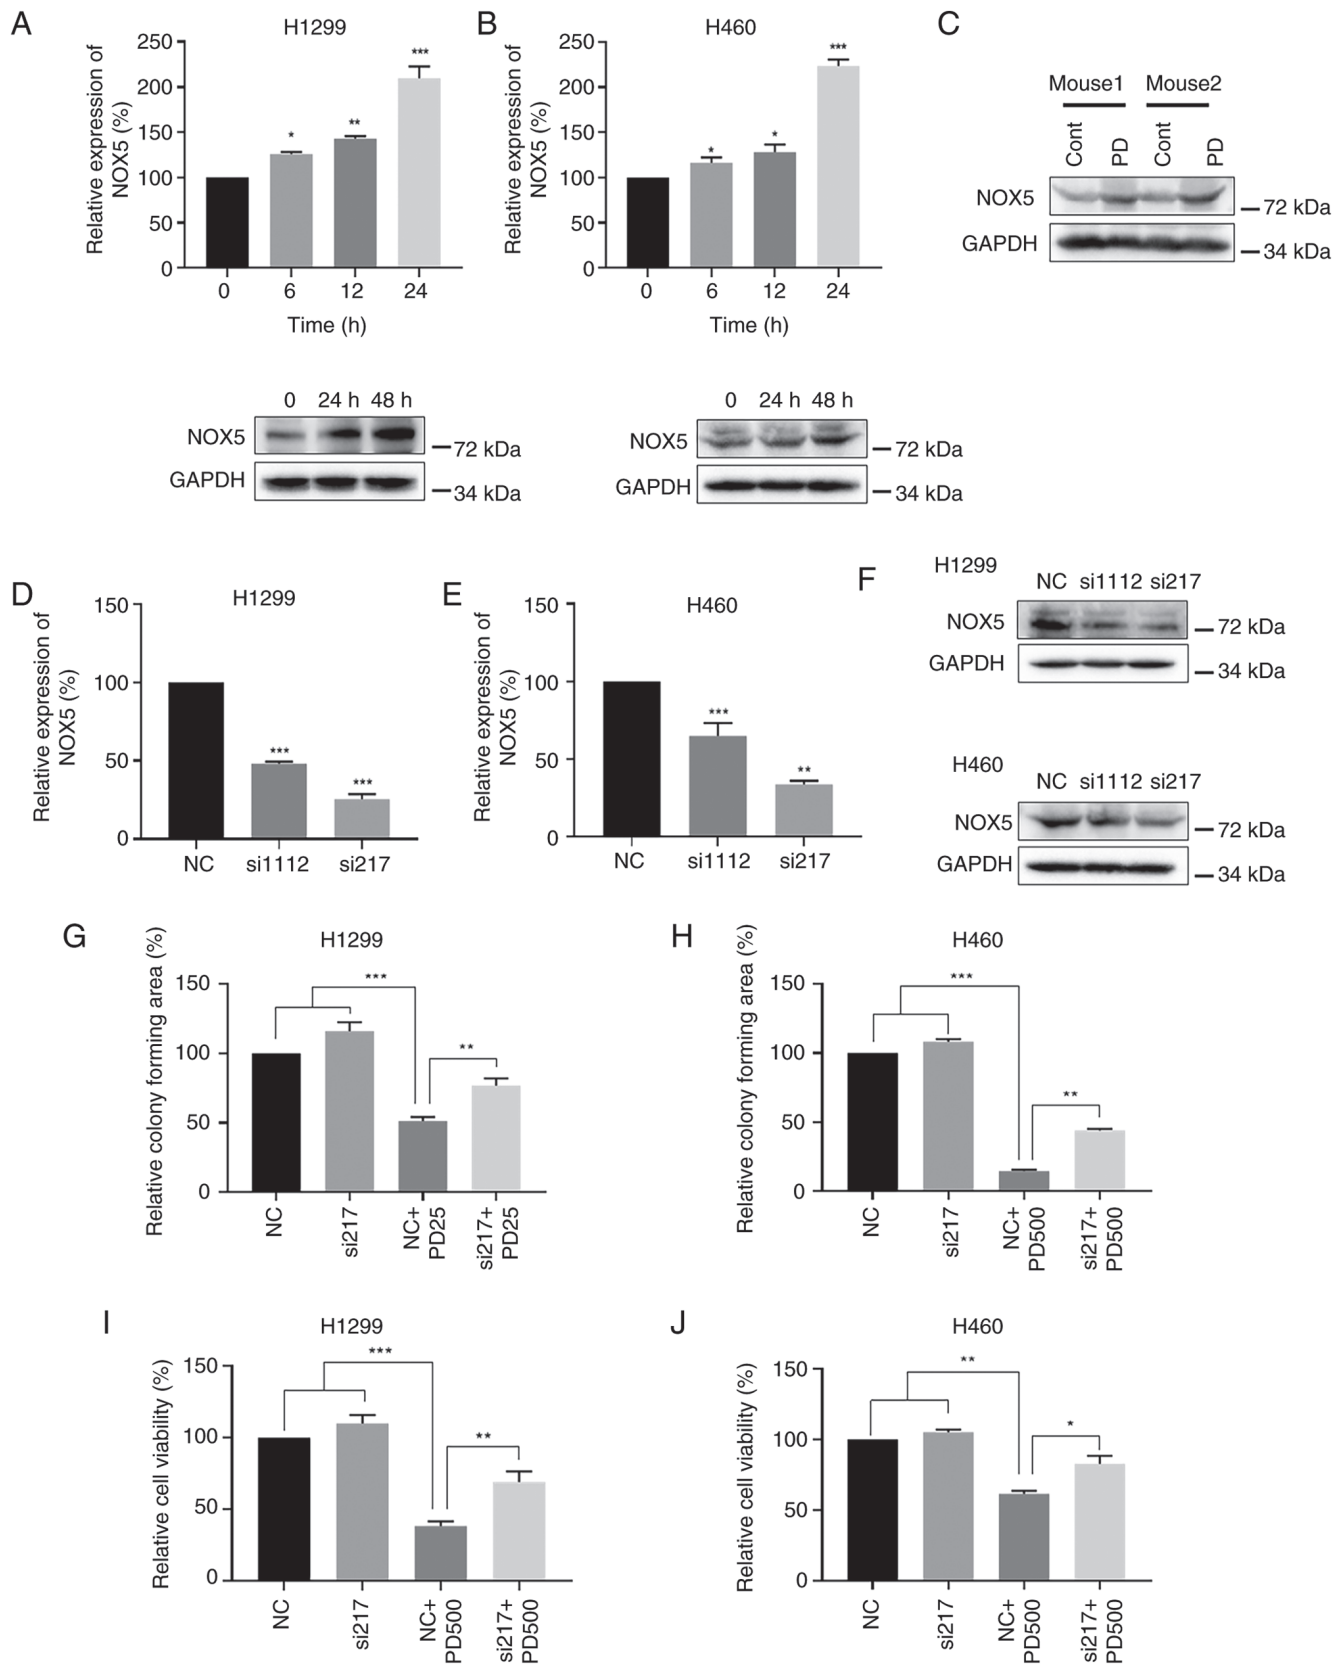 A
H1299
Relative expression of
NOX5 (%)
250
200
150
100
50
0
*
**
***
0 6 12 24
Time (h)
0 24 h 48 h
NOX5
72 kDa
GAPDH
34 kDa
B
H460
Relative expression of
NOX5 (%)
250
200
150
100
50
0
*
*
***
0 6 12 24
Time (h)
0 24 h 48 h
NOX5
72 kDa
GAPDH
34 kDa
C
Mouse1 Mouse2
Cont PD Cont PD
NOX5
72 kDa
GAPDH
34 kDa
D
H1299
Relative expression of
NOX5 (%)
150
100
50
0
***
***
NC si1112 si217
E
H460
Relative expression of
NOX5 (%)
150
100
50
0
***
**
NC si1112 si217
F
H1299
NC si1112 si217
NOX5
72 kDa
GAPDH
34 kDa
H460
NC si1112 si217
NOX5
72 kDa
GAPDH
34 kDa
G
H1299
Relative colony forming area (%)
150
100
50
0
***
**
NC
si217
NC+
PD25
si217+
PD25
H
H460
Relative colony forming area (%)
150
100
50
0
***
**
NC
si217
NC+
PD500
si217+
PD500
I
H1299
Relative cell viability (%)
150
100
50
0
***
**
NC
si217
NC+
PD500
si217+
PD500
J
H460
Relative cell viability (%)
150
100
50
0
**
*
NC
si217
NC+
PD500
si217+
PD500